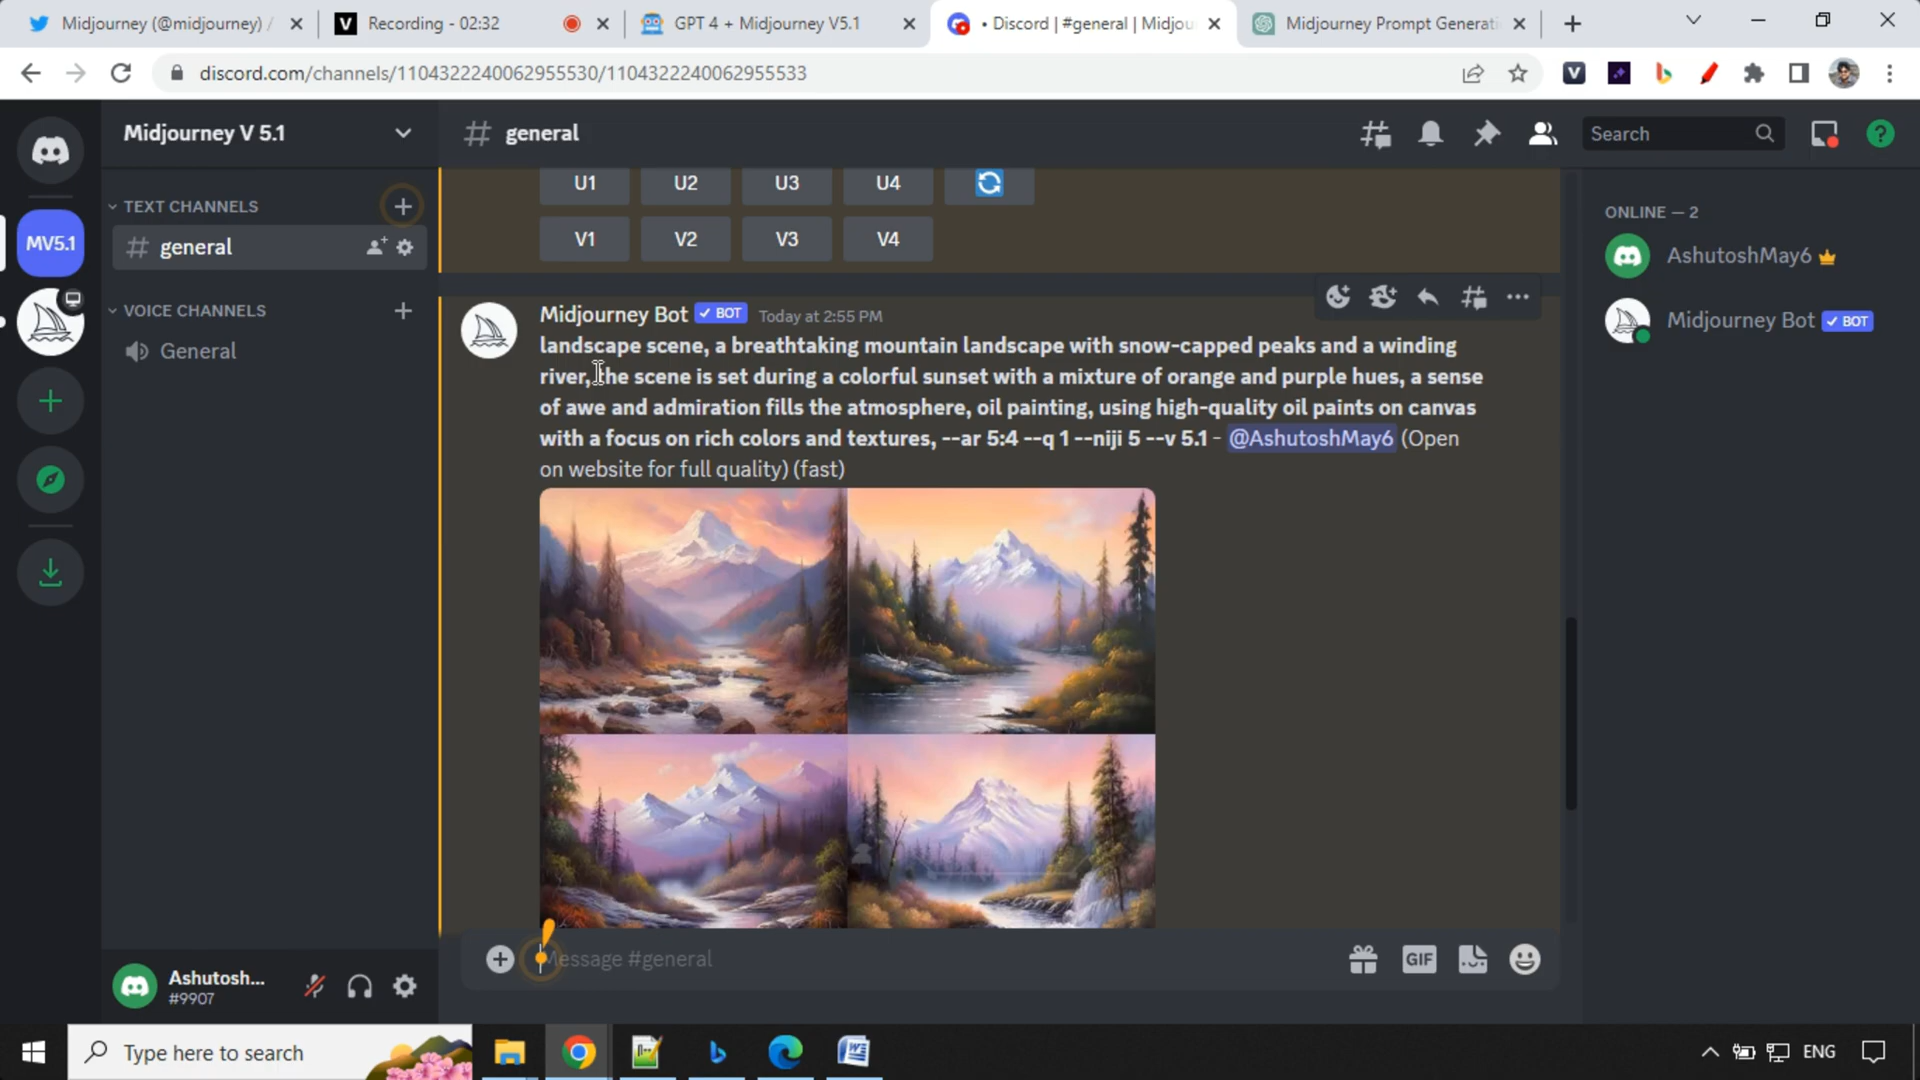 Midjourney (@midjourney) /
Recording - 02:32
GPT 4 + Midjourney V5.1
• Discord | #general | Midjou
Midjourney Prompt Generati
discord.com/channels/1104322240062955530/1104322240062955533
Midjourney V 5.1
# general
Search
TEXT CHANNELS
# general
VOICE CHANNELS
General
MV5.1
U1 U2 U3 U4
V1 V2 V3 V4
Midjourney Bot ✓ BOT Today at 2:55 PM
landscape scene, a breathtaking mountain landscape with snow-capped peaks and a winding
river, the scene is set during a colorful sunset with a mixture of orange and purple hues, a sense
of awe and admiration fills the atmosphere, oil painting, using high-quality oil paints on canvas
with a focus on rich colors and textures, --ar 5:4 --q 1 --niji 5 --v 5.1 - @AshutoshMay6 (Open
on website for full quality) (fast)
Message #general
GIF
ONLINE — 2
AshutoshMay6
Midjourney Bot ✓ BOT
Ashutosh...
#9907
Type here to search
ENG